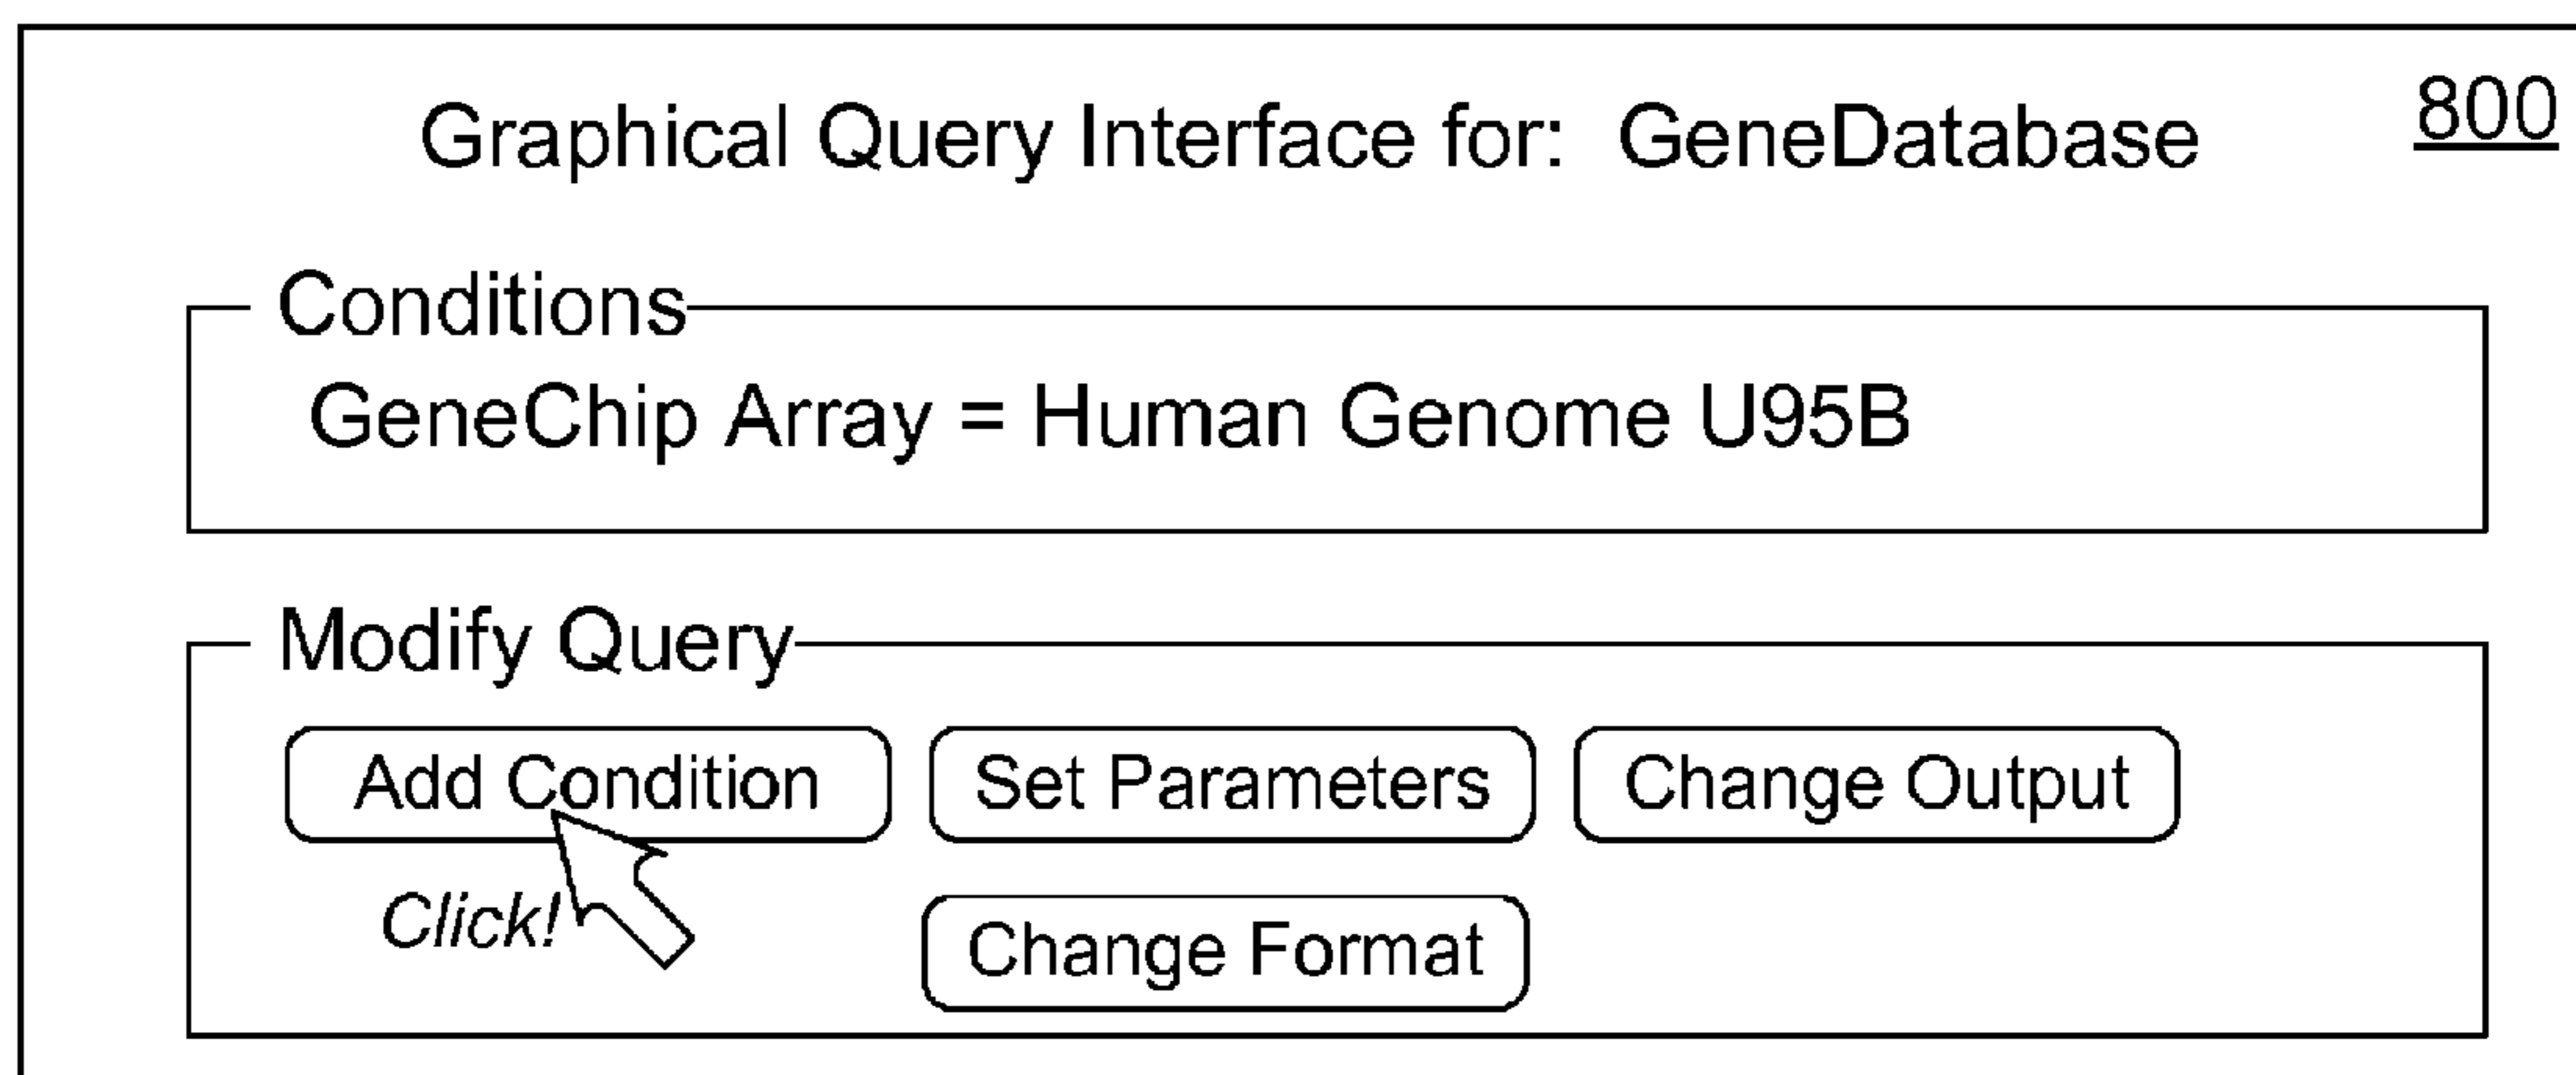 Graphical Query Interface for: GeneDatabase 800
Conditions
GeneChip Array = Human Genome U95B
Modify Query
Add Condition Set Parameters Change Output
Click! Change Format